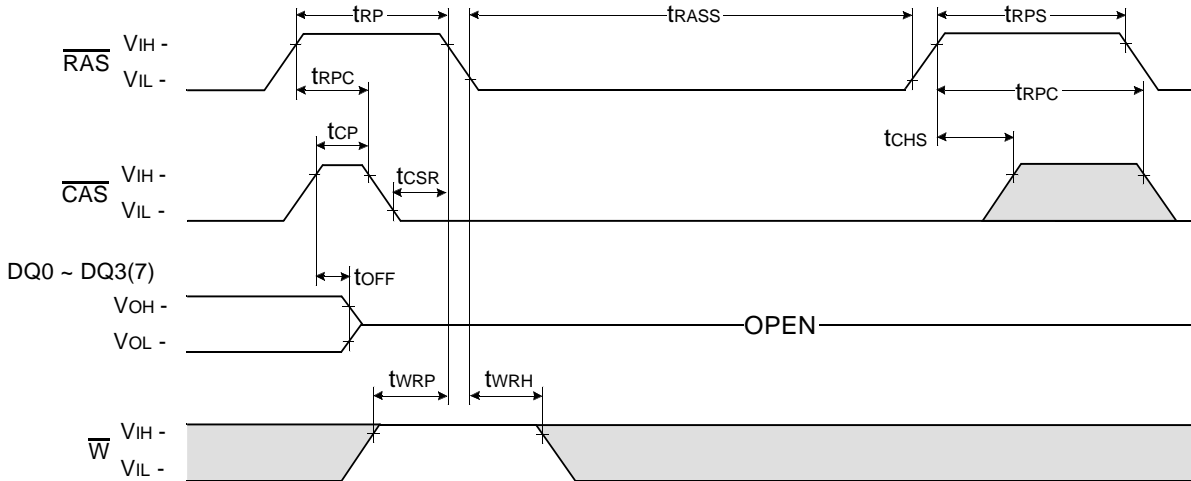 tRP
tRASS
tRPS
RAS
VIH -
VIL -
tRPC
tRPC
tCP
tCHS
CAS
VIH -
VIL -
tCSR
DQ0 ~ DQ3(7)
tOFF
VOH -
VOL -
OPEN
tWRP
tWRH
W
VIH -
VIL -